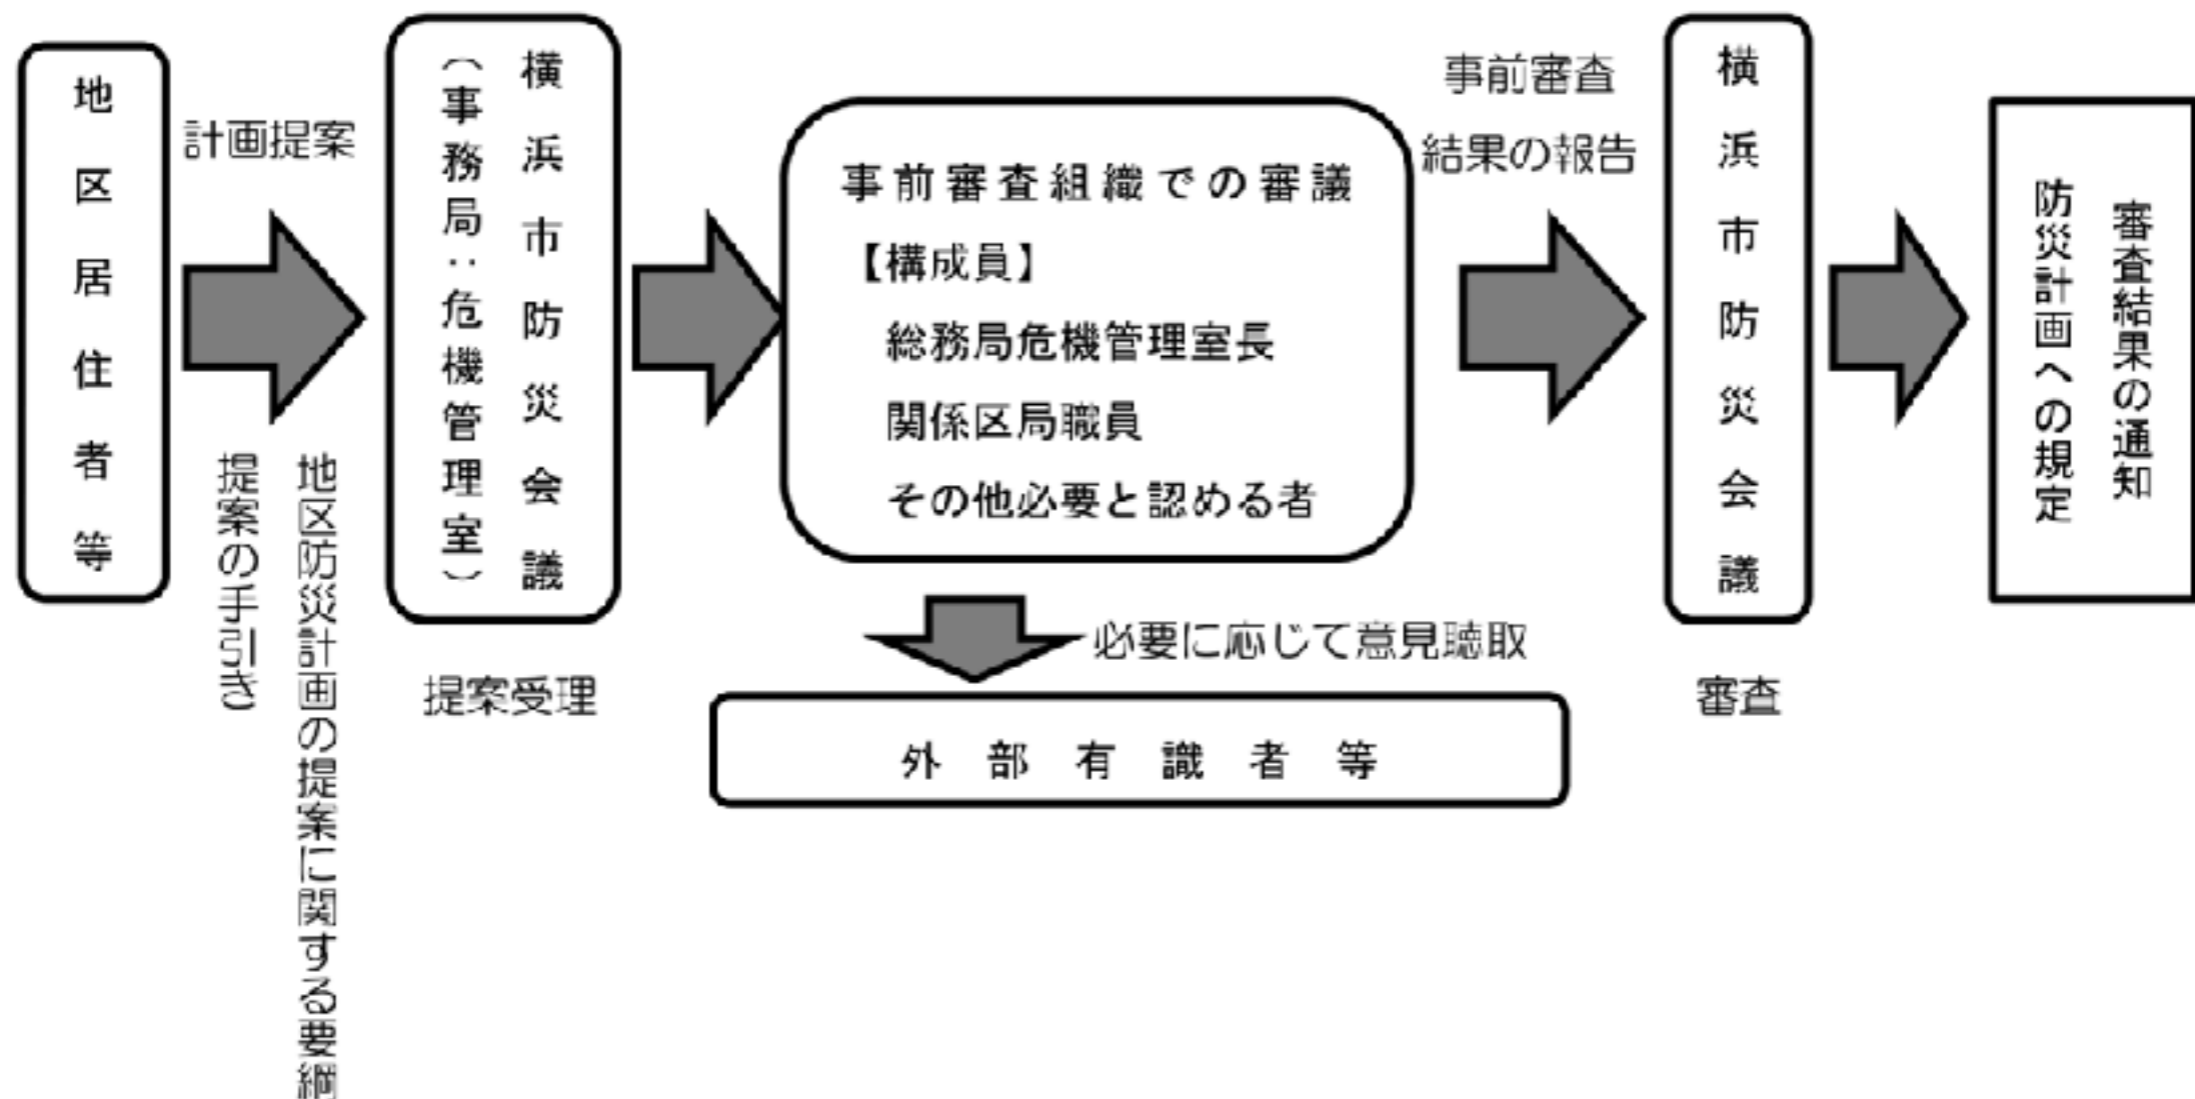 地区居住者等
計画提案
地区防災計画の提案に関する要綱
提案の手引き
横浜市防災会議
（事務局：危機管理室）
提案受理
事前審査組織での審議
【構成員】
総務局危機管理室長
関係区局職員
その他必要と認める者
必要に応じて意見聴取
外部有識者等
事前審査
結果の報告
横浜市防災会議
審査
審査結果の通知
防災計画への規定